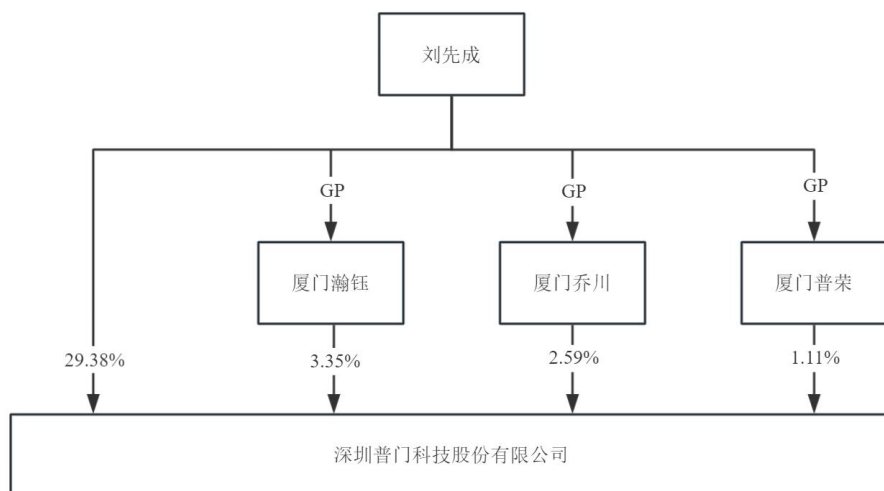 刘先成
GP
GP
GP
厦门瀚钰
厦门乔川
厦门普荣
29.38%
3.35%
2.59%
1.11%
深圳普门科技股份有限公司